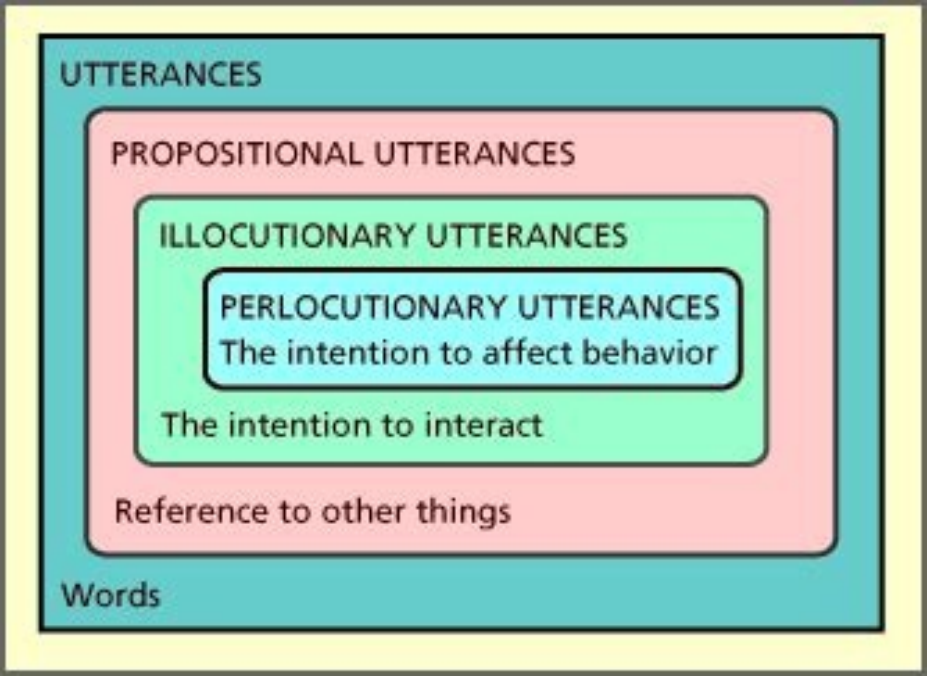 UTTERANCES
PROPOSITIONAL UTTERANCES
ILLOCUTIONARY UTTERANCES
PERLOCUTIONARY UTTERANCES
The intention to affect behavior
The intention to interact
Reference to other things
Words